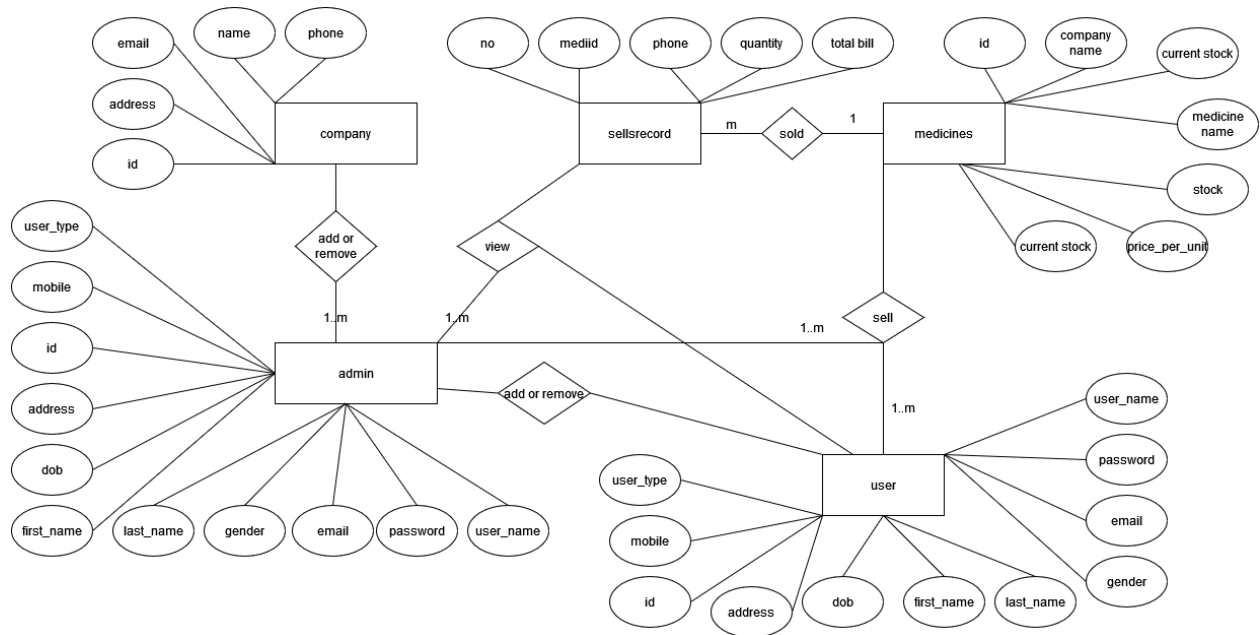 name
phone
email
address
id
company
no
mediid
phone
quantity
total bill
sellsrecord
m
sold
1
id
company
name
current stock
medicine
name
stock
price_per_unit
current stock
medicines
add or
remove
1..m
view
1..m
sell
1..m
1..m
user_type
mobile
id
address
dob
first_name
last_name
gender
email
password
user_name
admin
add or remove
user
user_type
mobile
id
address
dob
first_name
last_name
user_name
password
email
gender